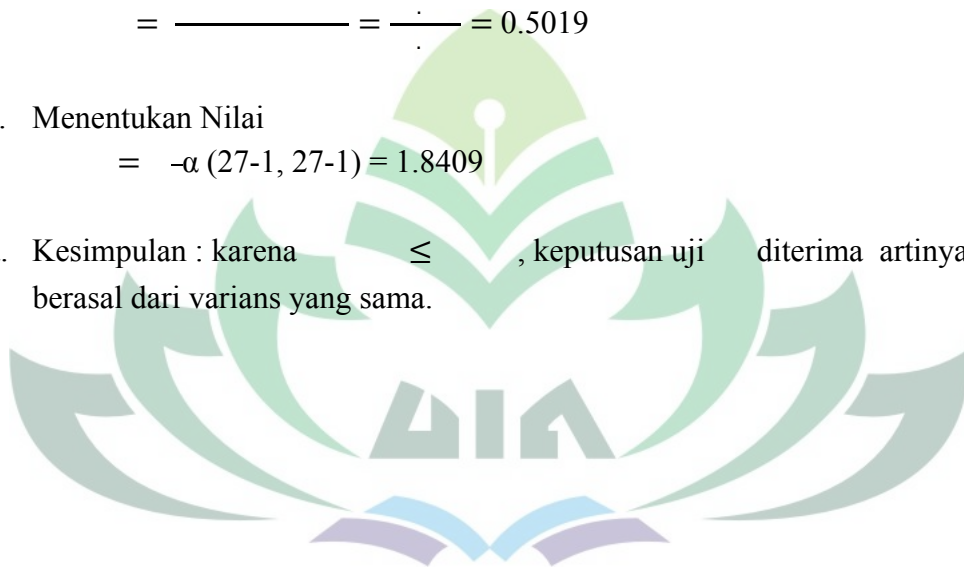 = = = 0.5019
. Menentukan Nilai
= -α (27-1, 27-1) = 1.8409
. Kesimpulan : karena ≤ , keputusan uji diterima artinya
berasal dari varians yang sama.
UIN